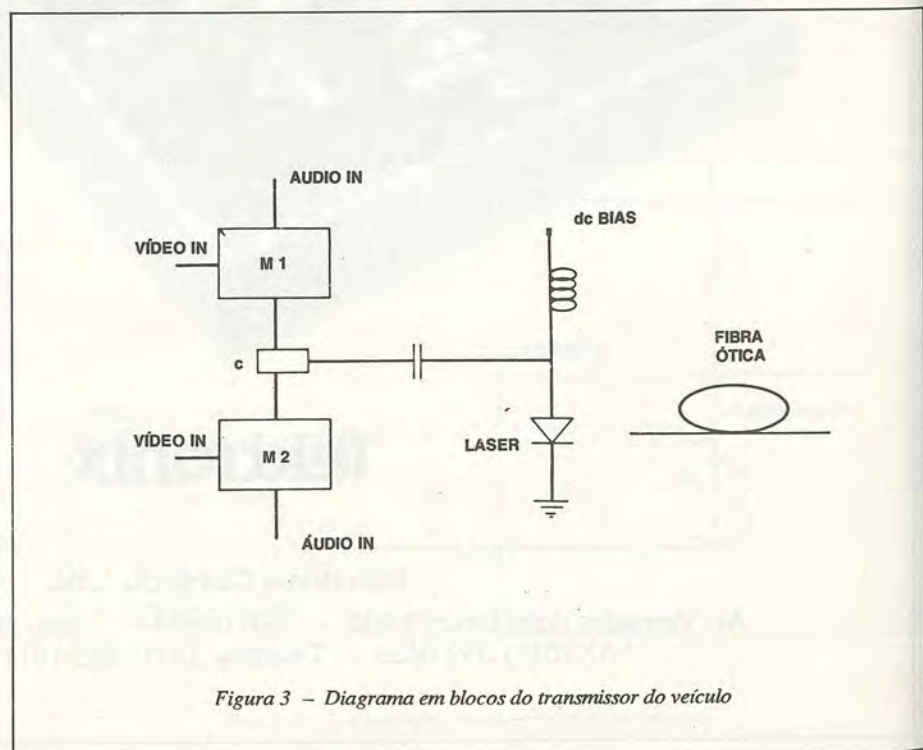 AUDIO IN
VÍDEO IN
M 1
dc BIAS
c
FIBRA
ÓTICA
LASER
VÍDEO IN
M 2
ÁUDIO IN
Figura 3 – Diagrama em blocos do transmissor do veículo